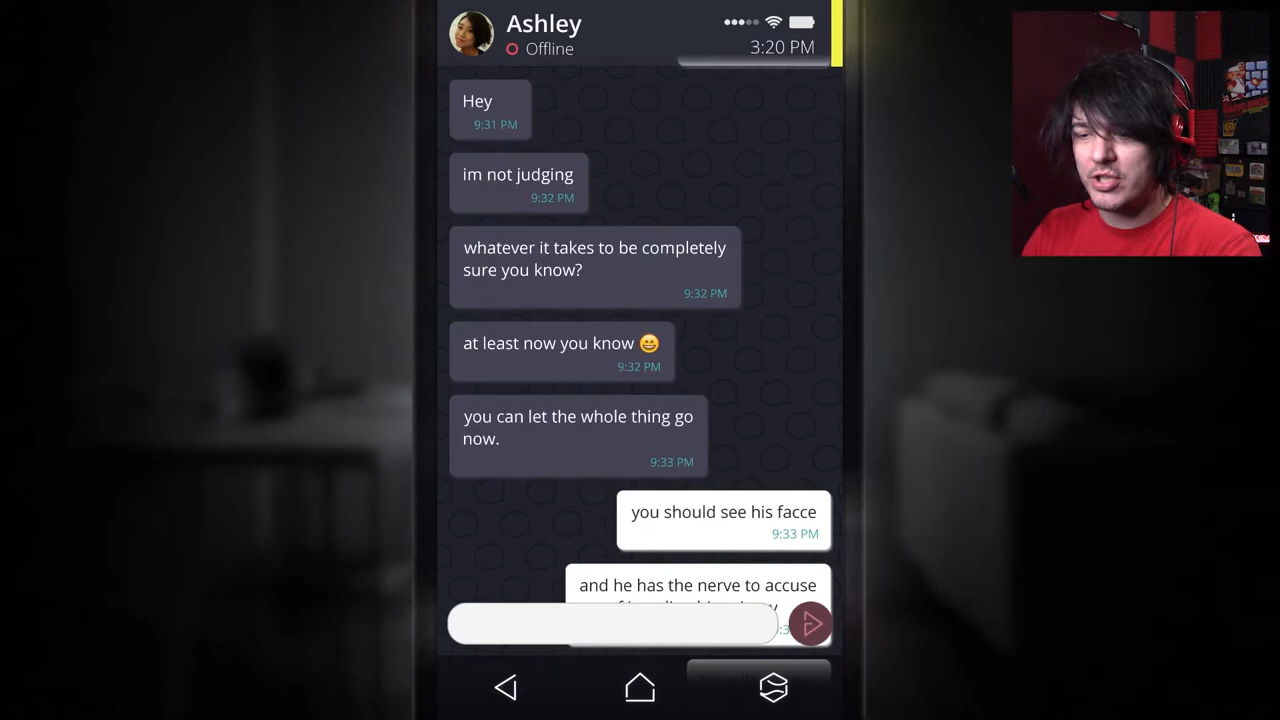 Ashley
Offline
3:20 PM
Hey
9:31 PM
im not judging
9:32 PM
whatever it takes to be completely
sure you know?
9:32 PM
at least now you know 😄
9:32 PM
you can let the whole thing go
now.
9:33 PM
you should see his facce
9:33 PM
and he has the nerve to accuse